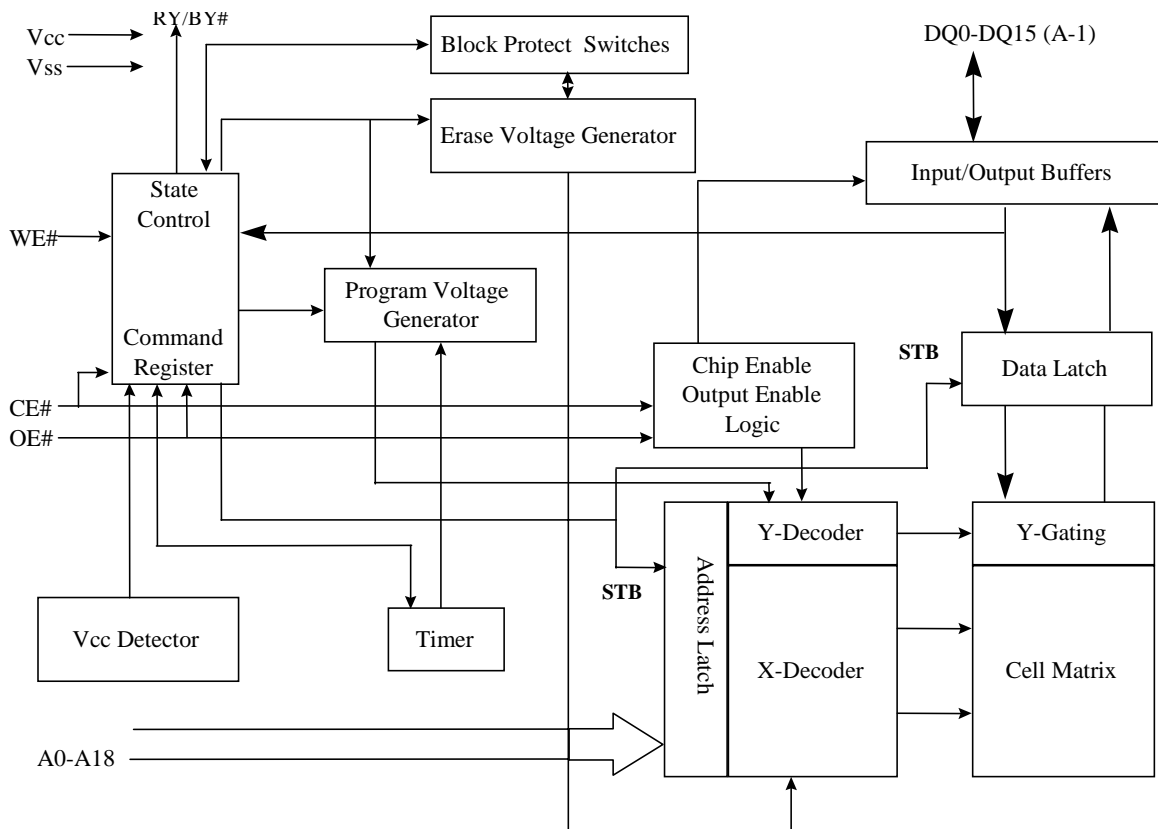 RY/BY#
Vcc
Vss
Block Protect Switches
DQ0-DQ15 (A-1)
Erase Voltage Generator
Input/Output Buffers
State
Control
WE#
Program Voltage
Generator
Command
Register
STB
Chip Enable
Output Enable
Logic
Data Latch
CE#
OE#
Y-Decoder
Y-Gating
Address Latch
STB
Vcc Detector
Timer
X-Decoder
Cell Matrix
A0-A18